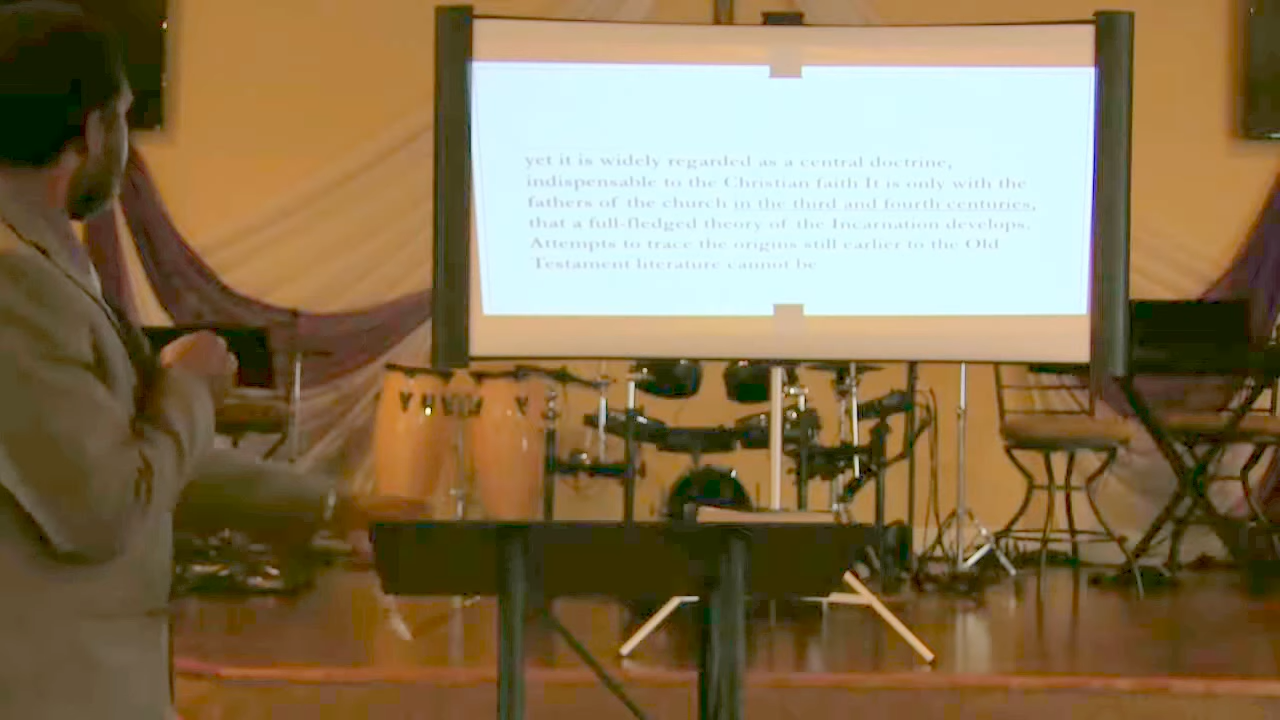 yet it is widely regarded as a central doctrine,
indispensable to the Christian faith It is only with the
fathers of the church in the third and fourth centuries,
that a full-fledged theory of the Incarnation develops.
Attempts to trace the origins still earlier to the Old
Testament literature cannot be